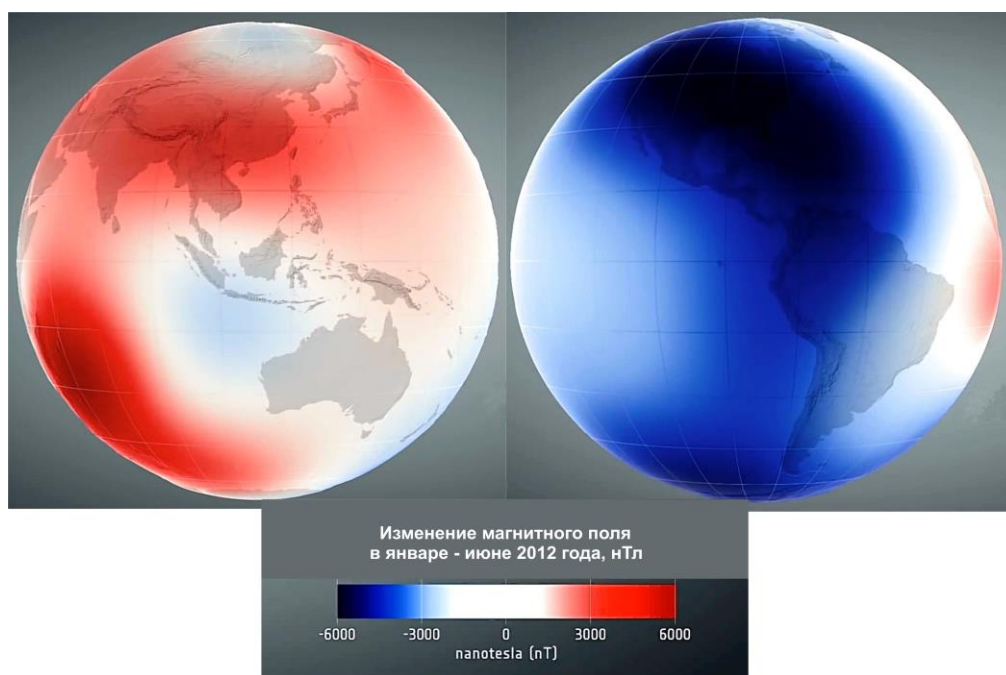 Изменение магнитного поля
в январе - июне 2012 года, нТл
-6000 -3000 0 3000 6000
nanotesla (nT)